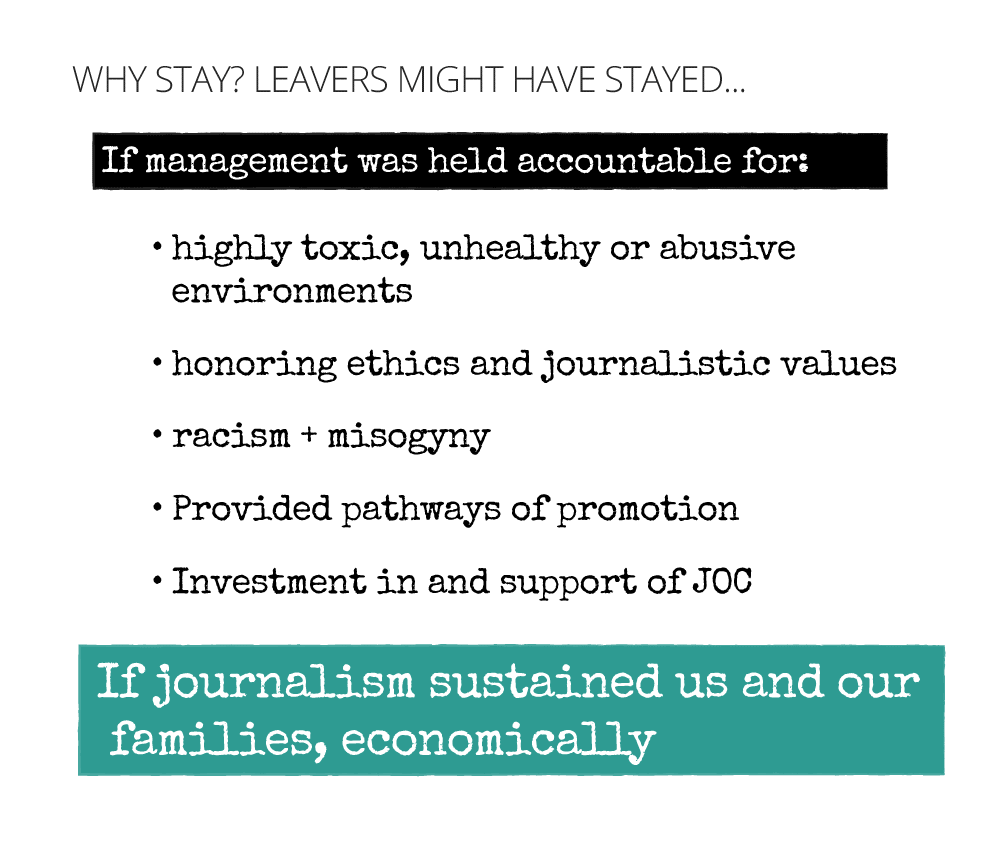 WHY STAY? LEAVERS MIGHT HAVE STAYED...
If management was held accountable for:
• highly toxic, unhealthy or abusive
environments
• honoring ethics and journalistic values
• racism + misogyny
• Provided pathways of promotion
• Investment in and support of JOC
If journalism sustained us and our
families, economically